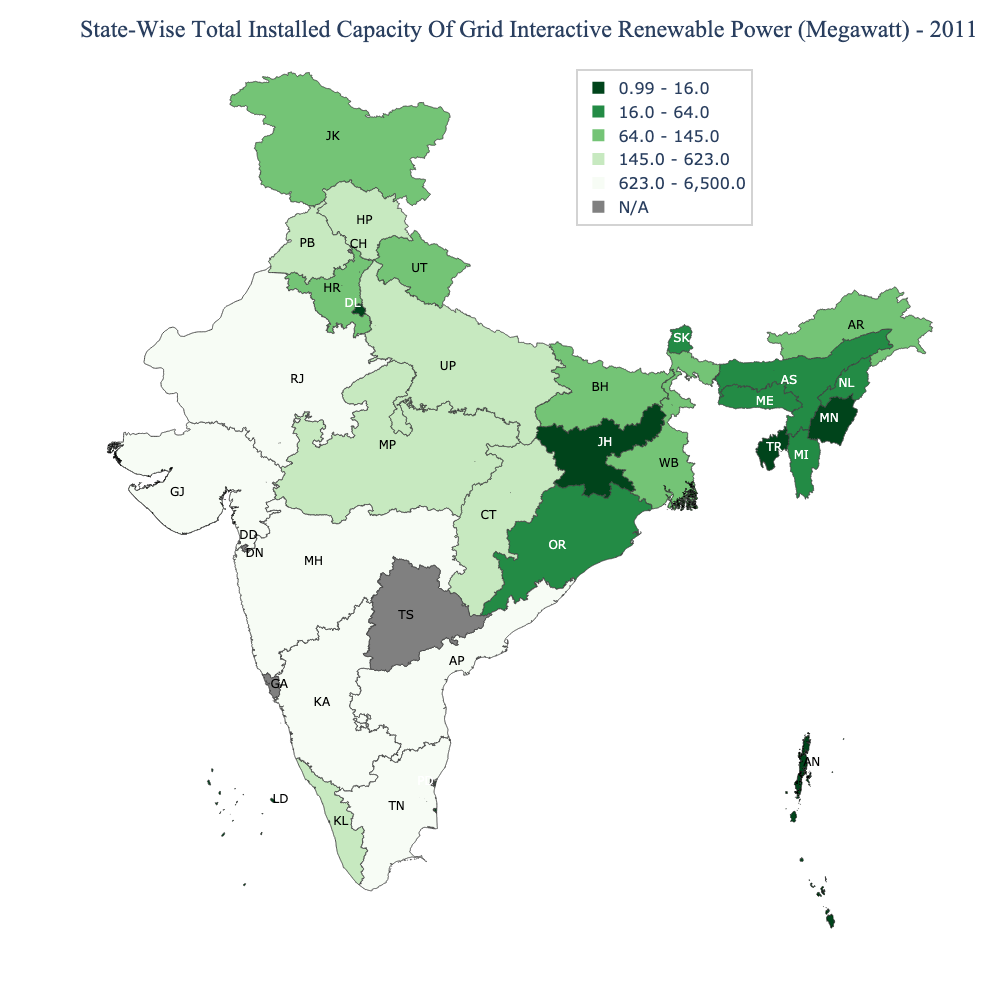 State-Wise Total Installed Capacity Of Grid Interactive Renewable Power (Megawatt) - 2011
0.99 - 16.0
16.0 - 64.0
64.0 - 145.0
145.0 - 623.0
623.0 - 6,500.0
N/A
JK
HP
PB
CH
UT
HR
DL
AR
SK
UP
RJ
AS
NL
BH
ME
MN
MP
JH
TR
MI
WB
GJ
CT
DD
OR
DN
MH
TS
AP
GA
KA
AN
LD
TN
KL